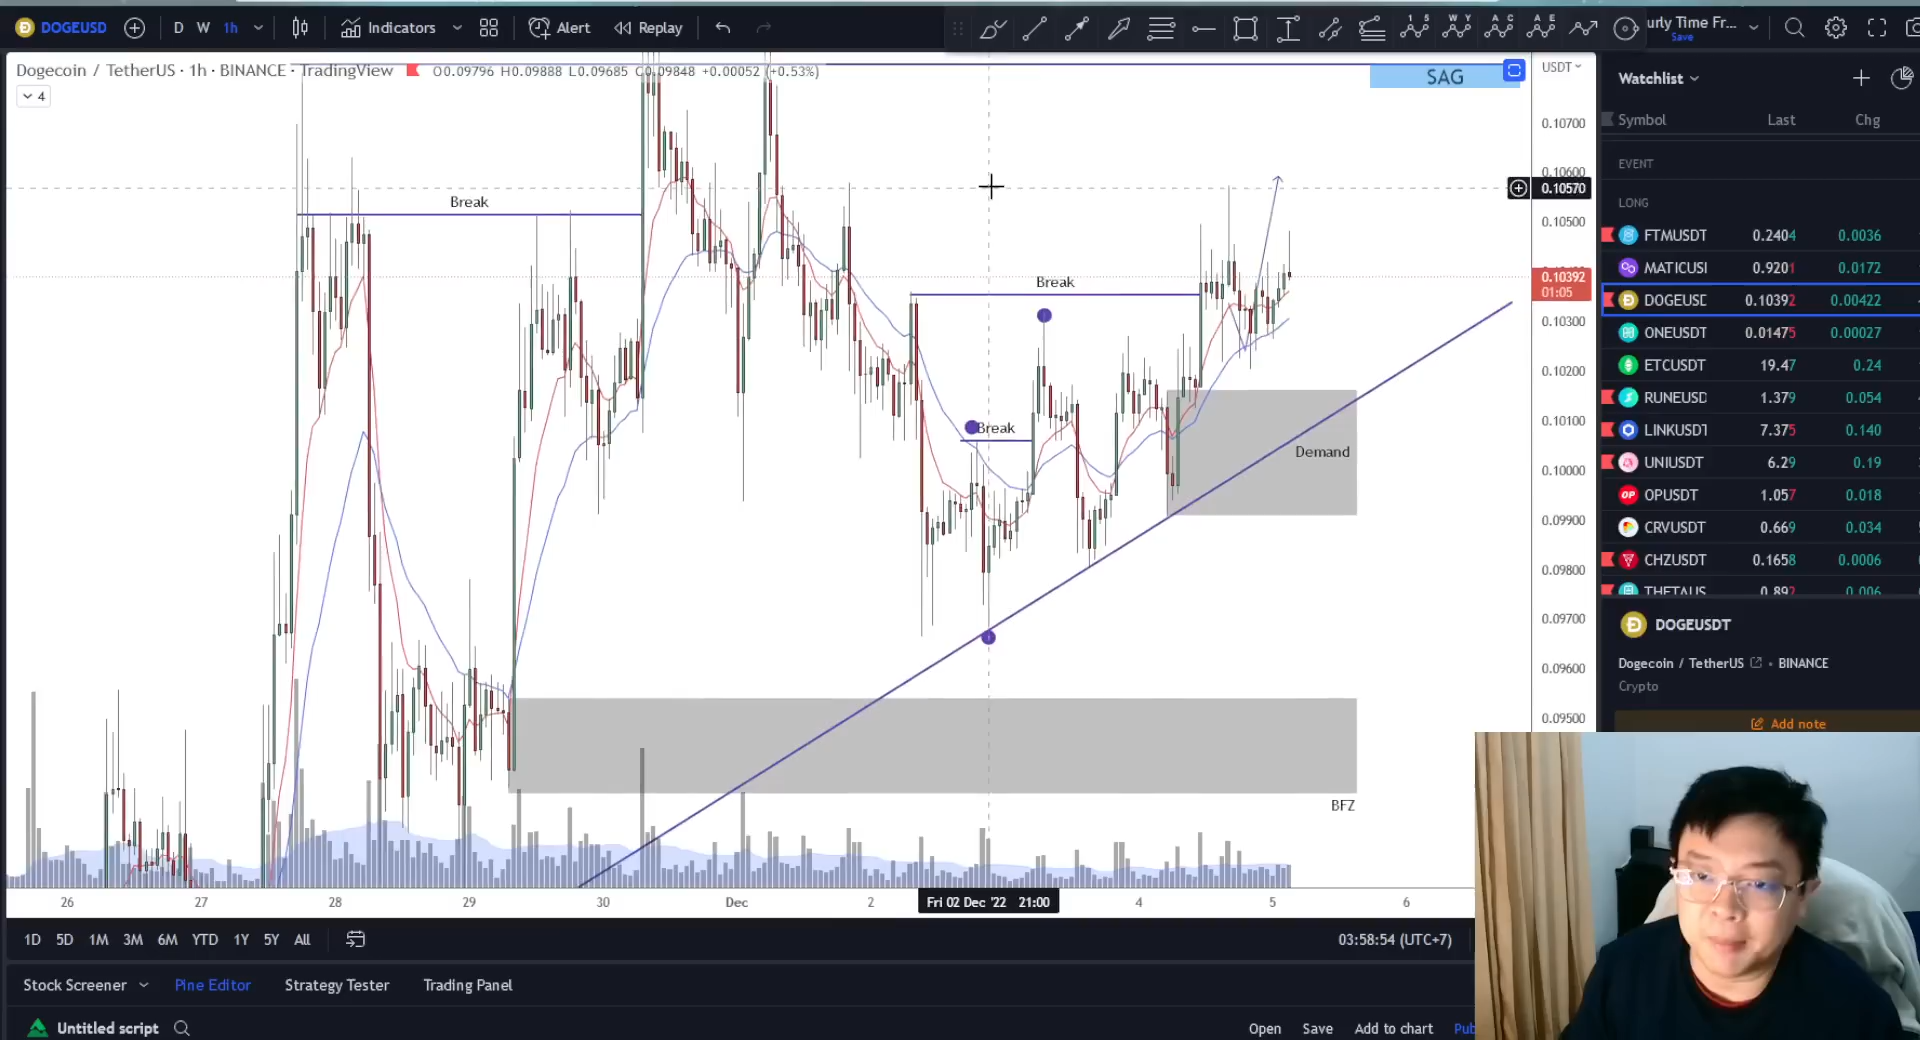 DOGEUSD D W 1h Indicators Alert Replay urly Time Fr...
Save
Dogecoin / TetherUS · 1h · BINANCE · TradingView O0.09796 H0.09888 L0.09685 C0.09848 +0.00052 (+0.53%)
4
SAG
USDT
0.10700
0.10600
0.10570
0.10500
0.10392
01:05
0.10300
0.10200
0.10100
0.10000
0.09900
0.09800
0.09700
0.09600
0.09500
Break
Break
Break
Demand
BFZ
26 27 28 29 30 Dec 2 Fri 02 Dec '22 21:00 4 5 6
1D 5D 1M 3M 6M YTD 1Y 5Y All 03:58:54 (UTC+7)
Stock Screener Pine Editor Strategy Tester Trading Panel
Untitled script Open Save Add to chart Pub
Watchlist
Symbol Last Chg
EVENT
LONG
FTMUSDT 0.2404 0.0036
MATICUSI 0.9201 0.0172
DOGEUSD 0.10392 0.00422
ONEUSDT 0.01475 0.00027
ETCUSDT 19.47 0.24
RUNEUSD 1.379 0.054
LINKUSDT 7.375 0.140
UNIUSDT 6.29 0.19
OPUSDT 1.057 0.018
CRVUSDT 0.669 0.034
CHZUSDT 0.1658 0.0006
THETAUS 0.892 0.006
DOGEUSDT
Dogecoin / TetherUS • BINANCE
Crypto
Add note